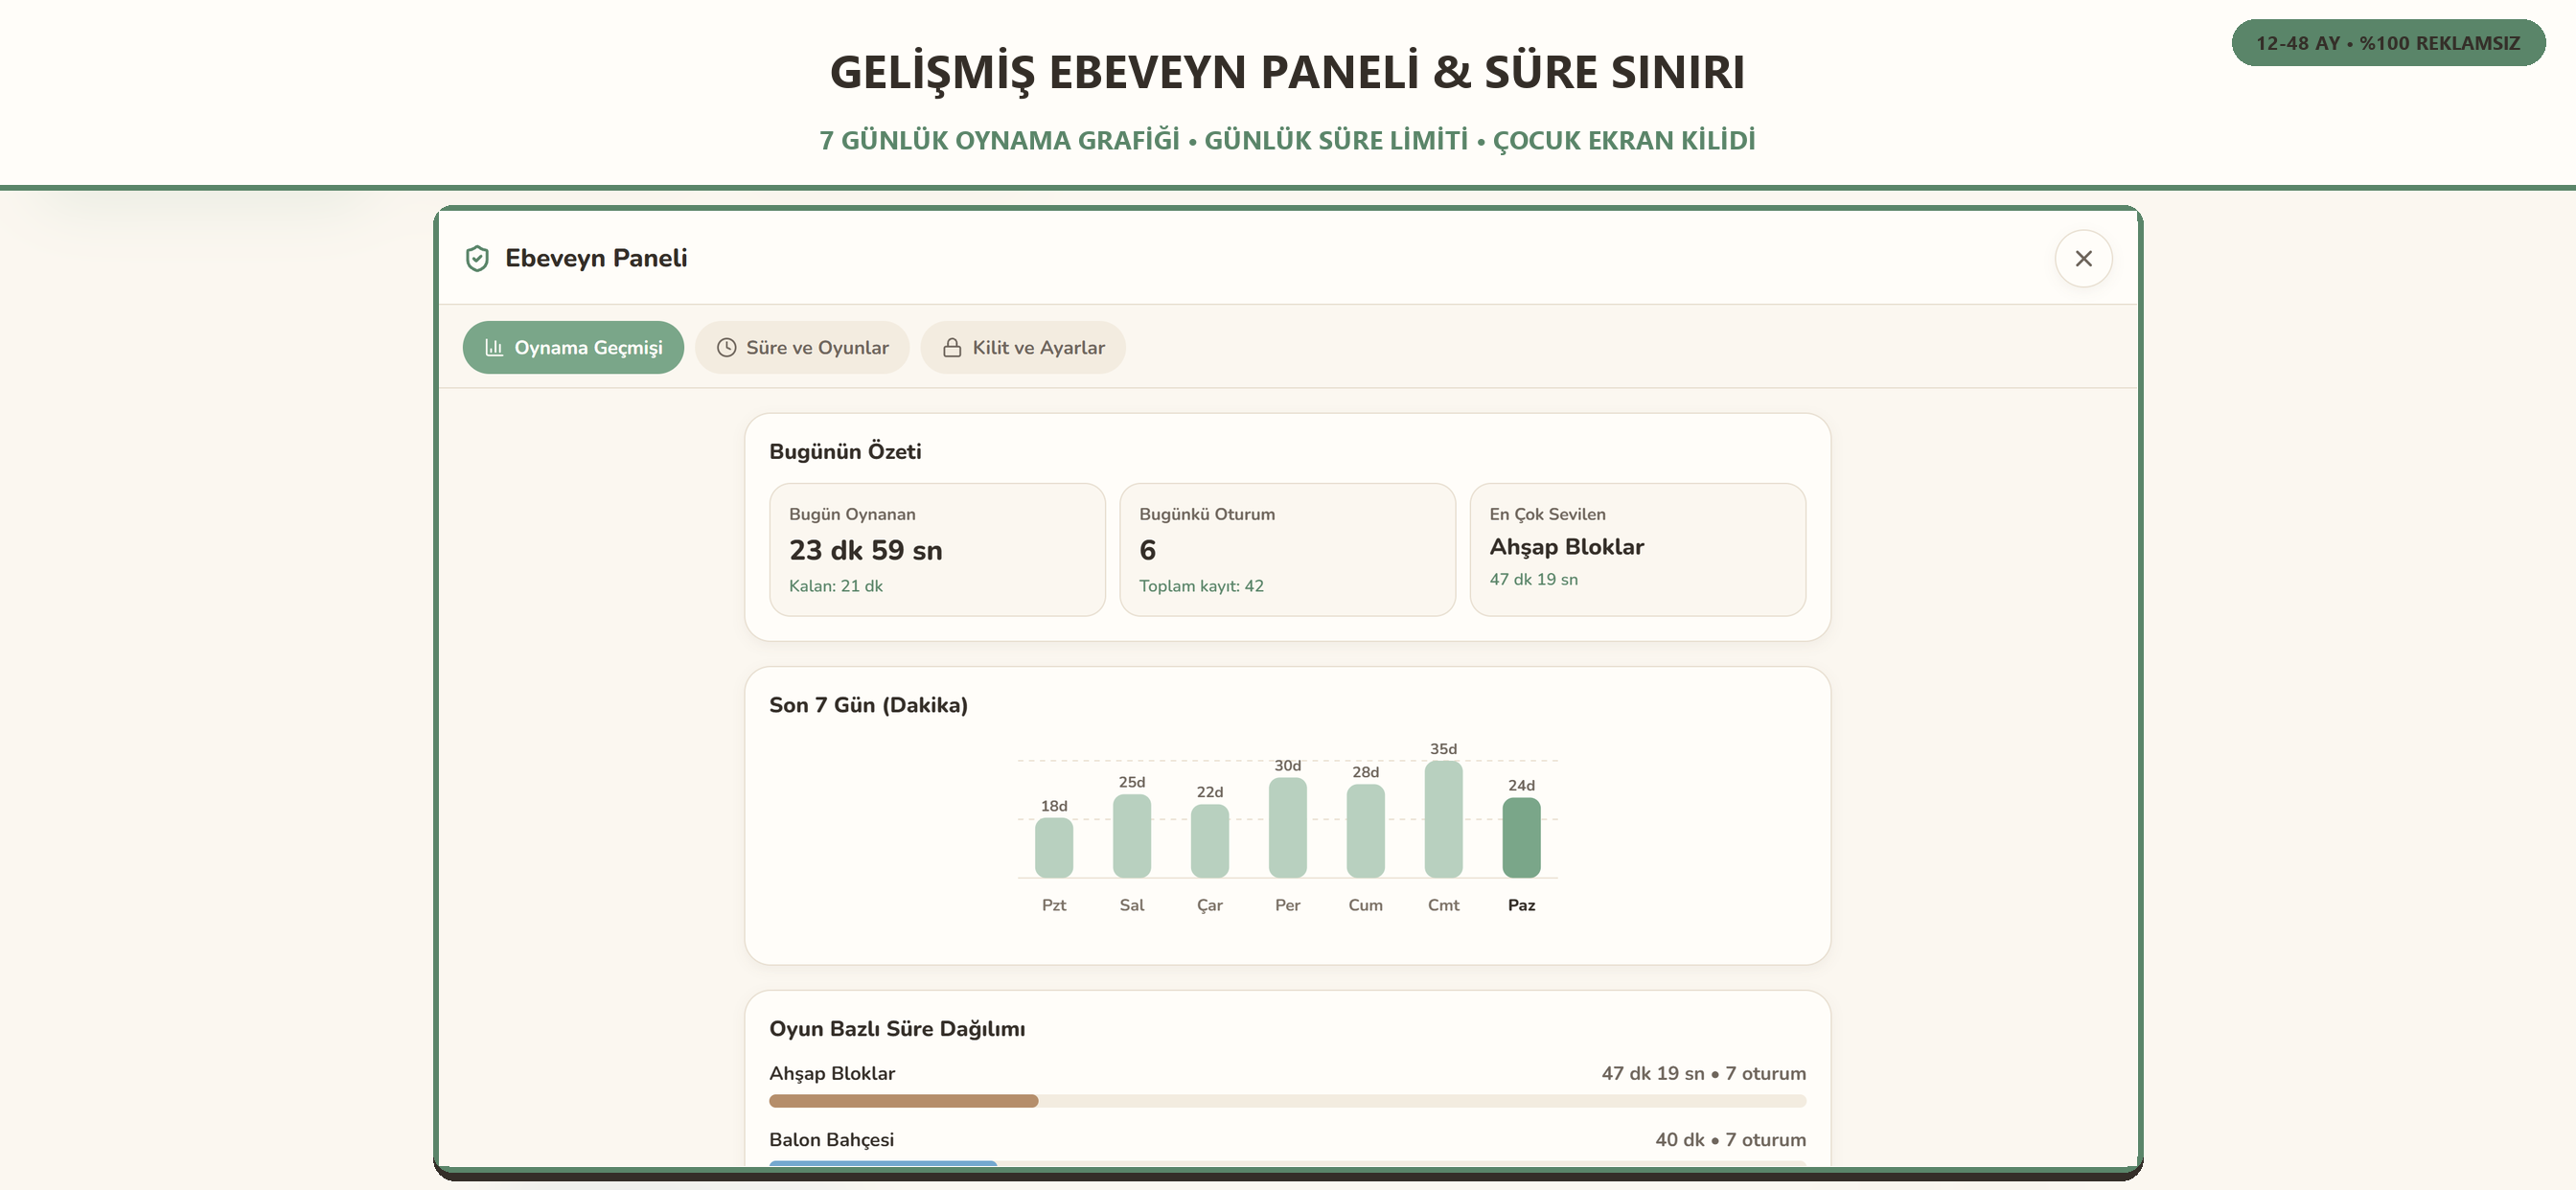 12-48 AY • %100 REKLAMSIZ
GELİŞMİŞ EBEVEYN PANELİ & SÜRE SINIRI
7 GÜNLÜK OYNAMA GRAFİĞİ • GÜNLÜK SÜRE LİMİTİ • ÇOCUK EKRAN KİLİDİ
Ebeveyn Paneli
Oynama Geçmişi Süre ve Oyunlar Kilit ve Ayarlar
Bugünün Özeti
Bugün Oynanan
23 dk 59 sn
Kalan: 21 dk
Bugünkü Oturum
6
Toplam kayıt: 42
En Çok Sevilen
Ahşap Bloklar
47 dk 19 sn
Son 7 Gün (Dakika)
18d 25d 22d 30d 28d 35d 24d
Pzt Sal Çar Per Cum Cmt Paz
Oyun Bazlı Süre Dağılımı
Ahşap Bloklar 47 dk 19 sn • 7 oturum
Balon Bahçesi 40 dk • 7 oturum